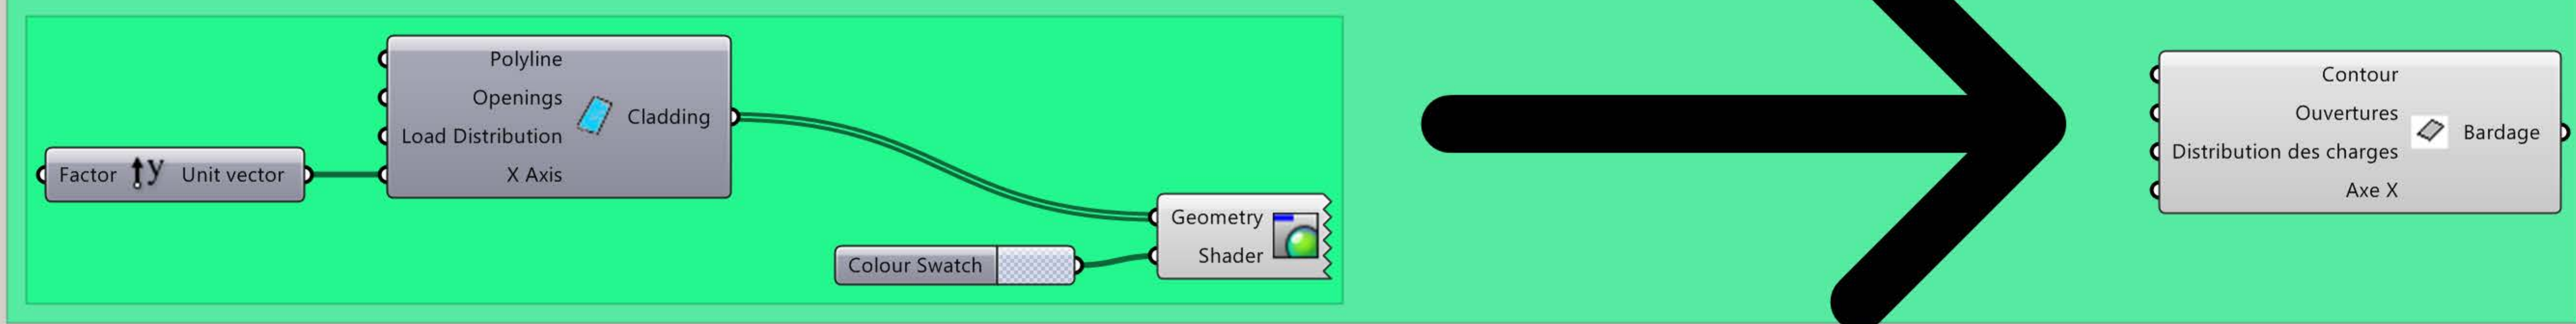 Polyline
Openings
Load Distribution
X Axis
Cladding
Factor y Unit vector
Geometry
Shader
Colour Swatch
Contour
Ouvertures
Distribution des charges
Axe X
Bardage